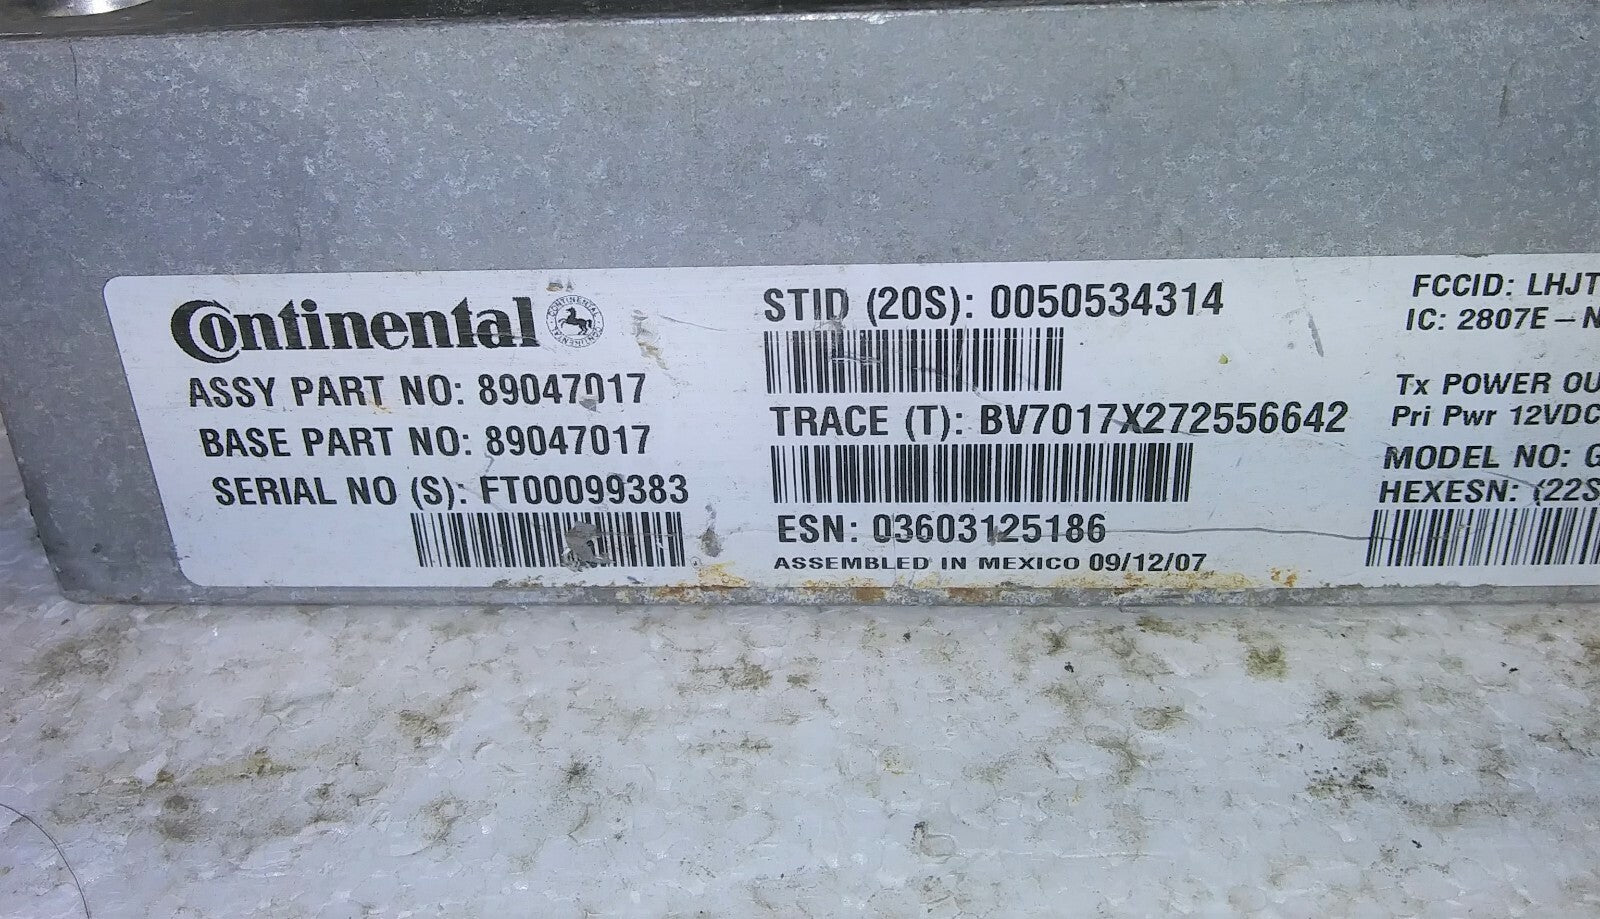 Continental
ASSY PART NO: 89047017
BASE PART NO: 89047017
SERIAL NO (S): FT00099383
STID (20S): 0050534314
TRACE (T): BV7017X272556642
ESN: 03603125186
ASSEMBLED IN MEXICO 09/12/07
FCCID: LHJT
IC: 2807E-N
Tx POWER OU
Pri Pwr 12VDC
MODEL NO: G
HEXESN: (22S